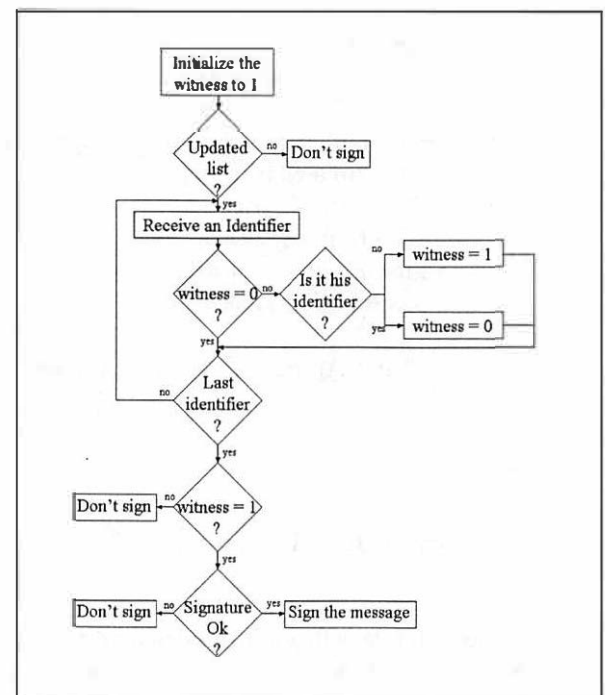 Initialize the
witness to 1
Updated
list
?
no
Don't sign
yes
Receive an Identifier
witness = 0
?
no
Is it his
identifier
?
no
witness = 1
yes
witness = 0
yes
Last
identifier
?
no
yes
witness = 1
?
no
Don't sign
yes
Signature
Ok
?
no
Don't sign
yes
Sign the message